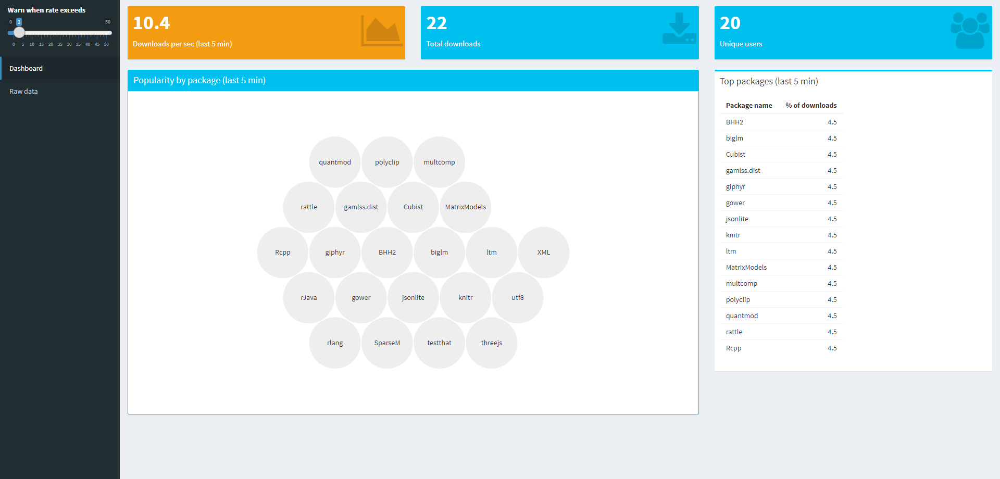 Warn when rate exceeds
0 3 50
0 5 10 15 20 25 30 35 40 45 50
Dashboard
Raw data
10.4
Downloads per sec (last 5 min)
22
Total downloads
20
Unique users
Popularity by package (last 5 min)
quantmod polyclip multcomp
rattle gamlss.dist Cubist MatrixModels
Rcpp giphyr BHH2 biglm ltm XML
rJava gower jsonlite knitr utf8
rlang SparseM testthat threejs
Top packages (last 5 min)
Package name % of downloads
BHH2 4.5
biglm 4.5
Cubist 4.5
gamlss.dist 4.5
giphyr 4.5
gower 4.5
jsonlite 4.5
knitr 4.5
ltm 4.5
MatrixModels 4.5
multcomp 4.5
polyclip 4.5
quantmod 4.5
rattle 4.5
Rcpp 4.5